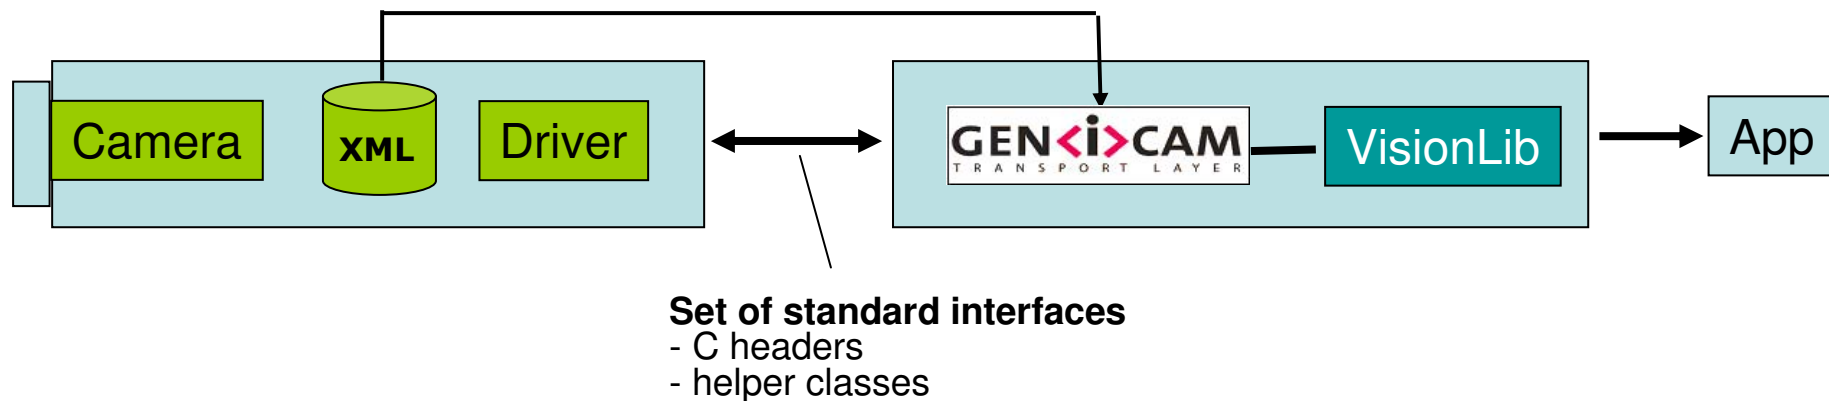 Camera
XML
Driver
GEN<i>CAM
TRANSPORT LAYER
VisionLib
App
Set of standard interfaces
- C headers
- helper classes